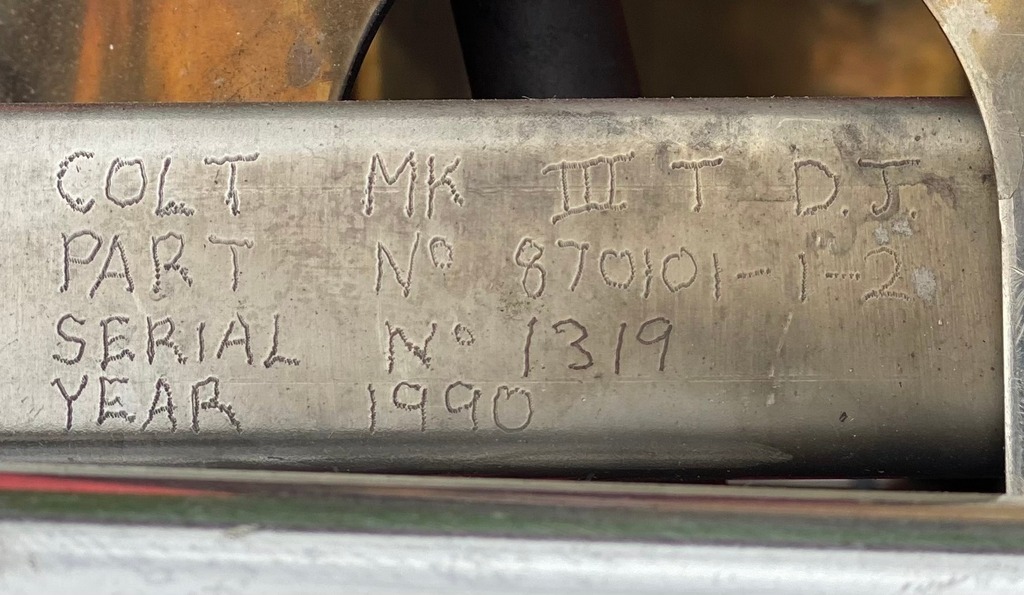 COLT MK III T D.J.
PART Nº 870101-1-2
SERIAL Nº 1319
YEAR 1990